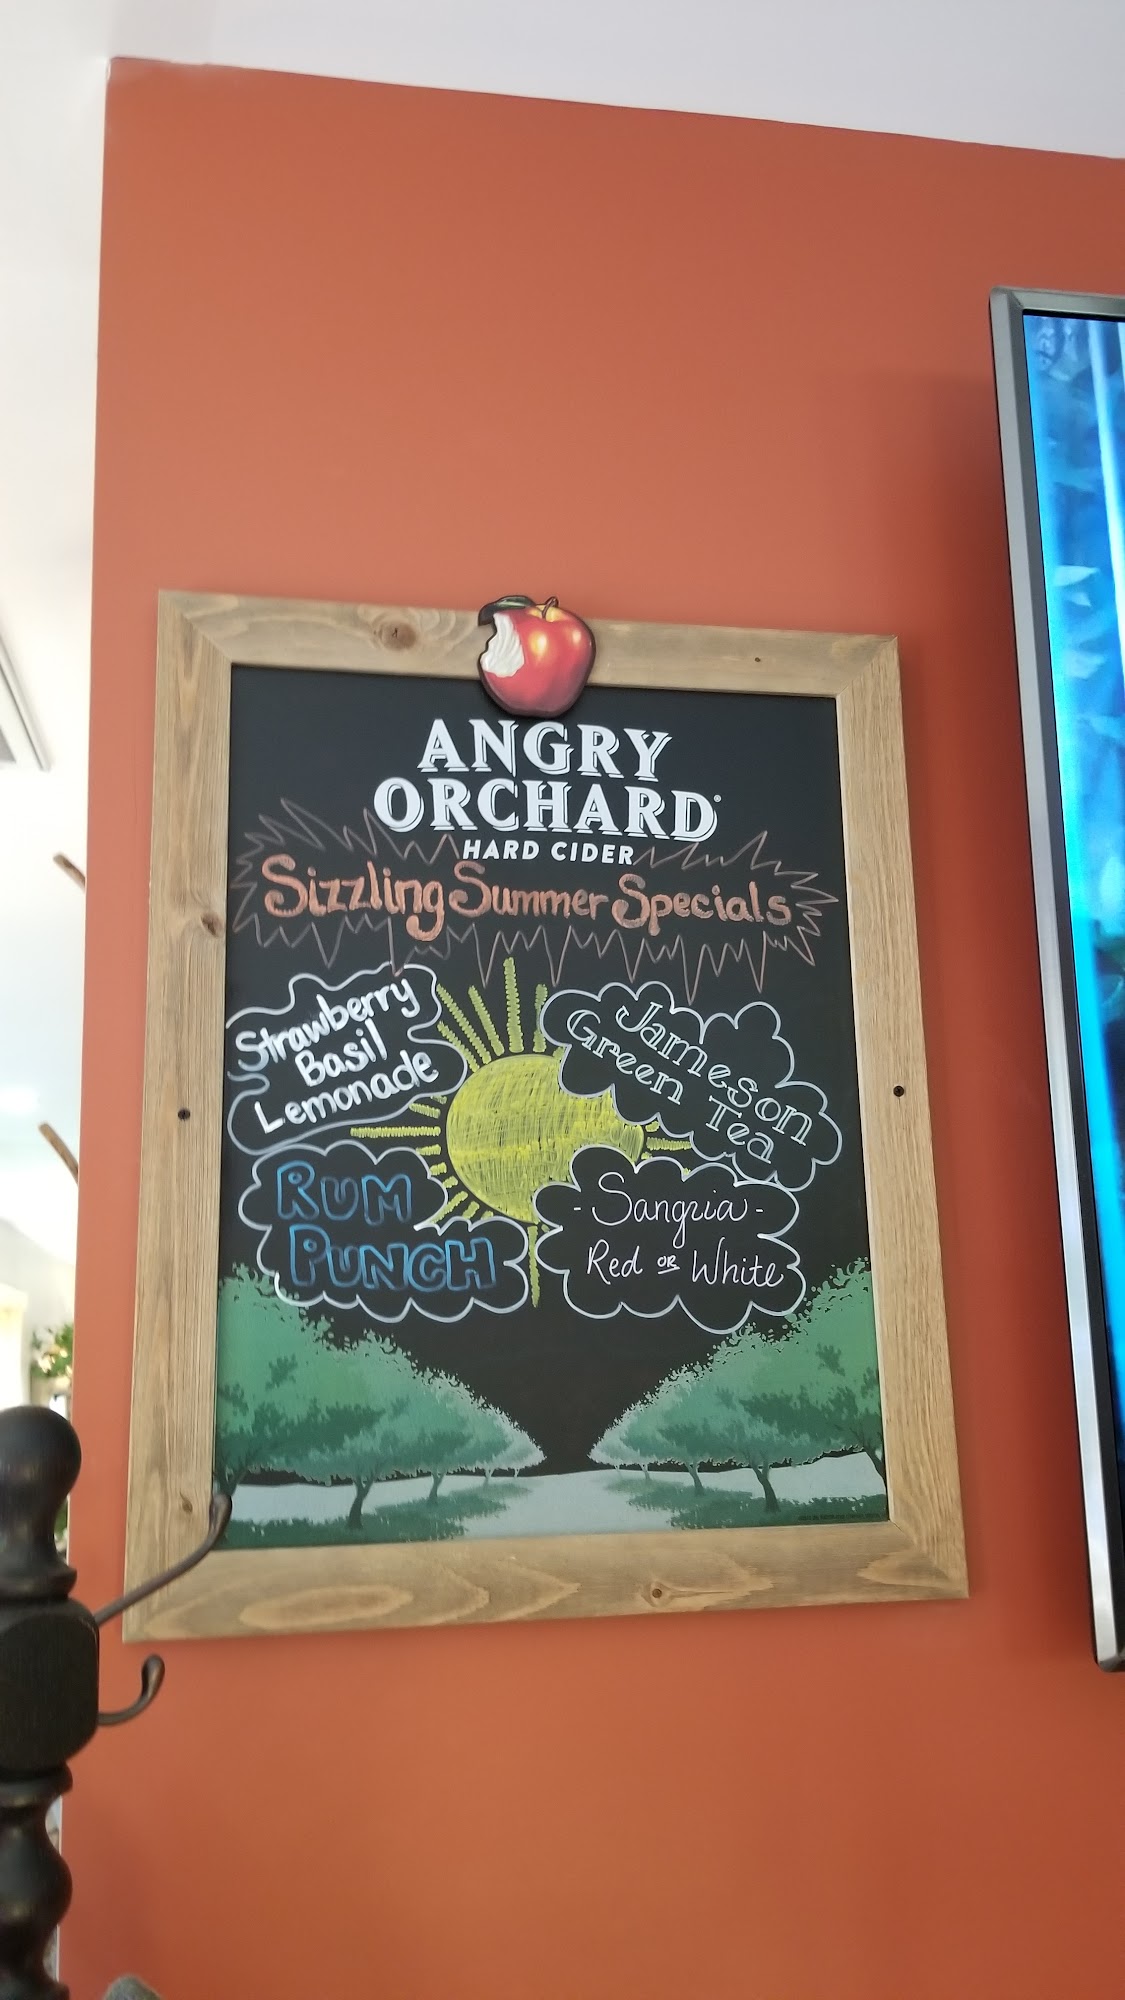 ANGRY
ORCHARD
HARD CIDER
Sizzling Summer Specials
Strawberry
Basil
Lemonade
Jameson
Green Tea
RUM
PUNCH
- Sangria -
Red OR White